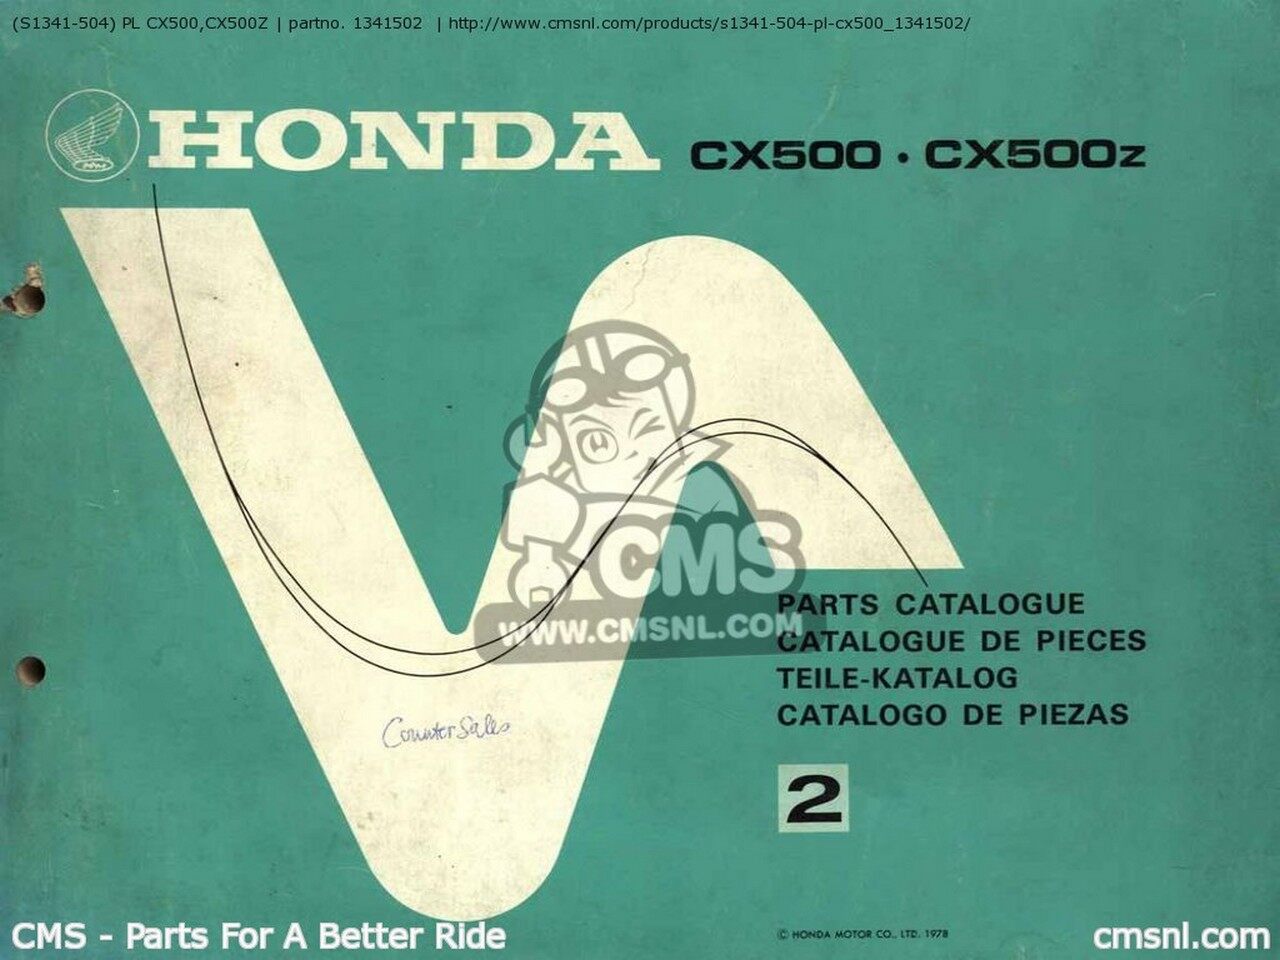 (S1341-504) PL CX500,CX500Z | partno. 1341502 | http://www.cmsnl.com/products/s1341-504-pl-cx500_1341502/
HONDA CX500 · CX500Z
CMS
WWW.CMSNL.COM
PARTS CATALOGUE
CATALOGUE DE PIECES
TEILE-KATALOG
CATALOGO DE PIEZAS
Counter Sales
2
© HONDA MOTOR CO., LTD. 1978
CMS - Parts For A Better Ride
cmsnl.com